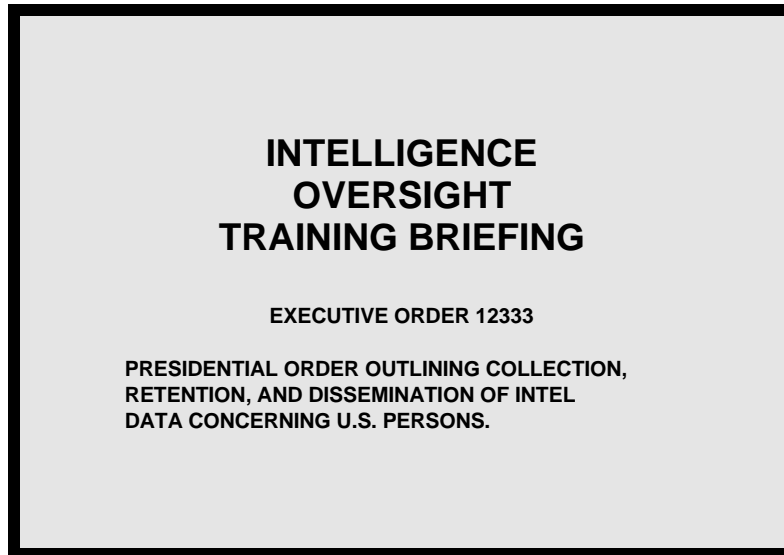 INTELLIGENCE
OVERSIGHT
TRAINING BRIEFING
EXECUTIVE ORDER 12333
PRESIDENTIAL ORDER OUTLINING COLLECTION,
RETENTION, AND DISSEMINATION OF INTEL
DATA CONCERNING U.S. PERSONS.